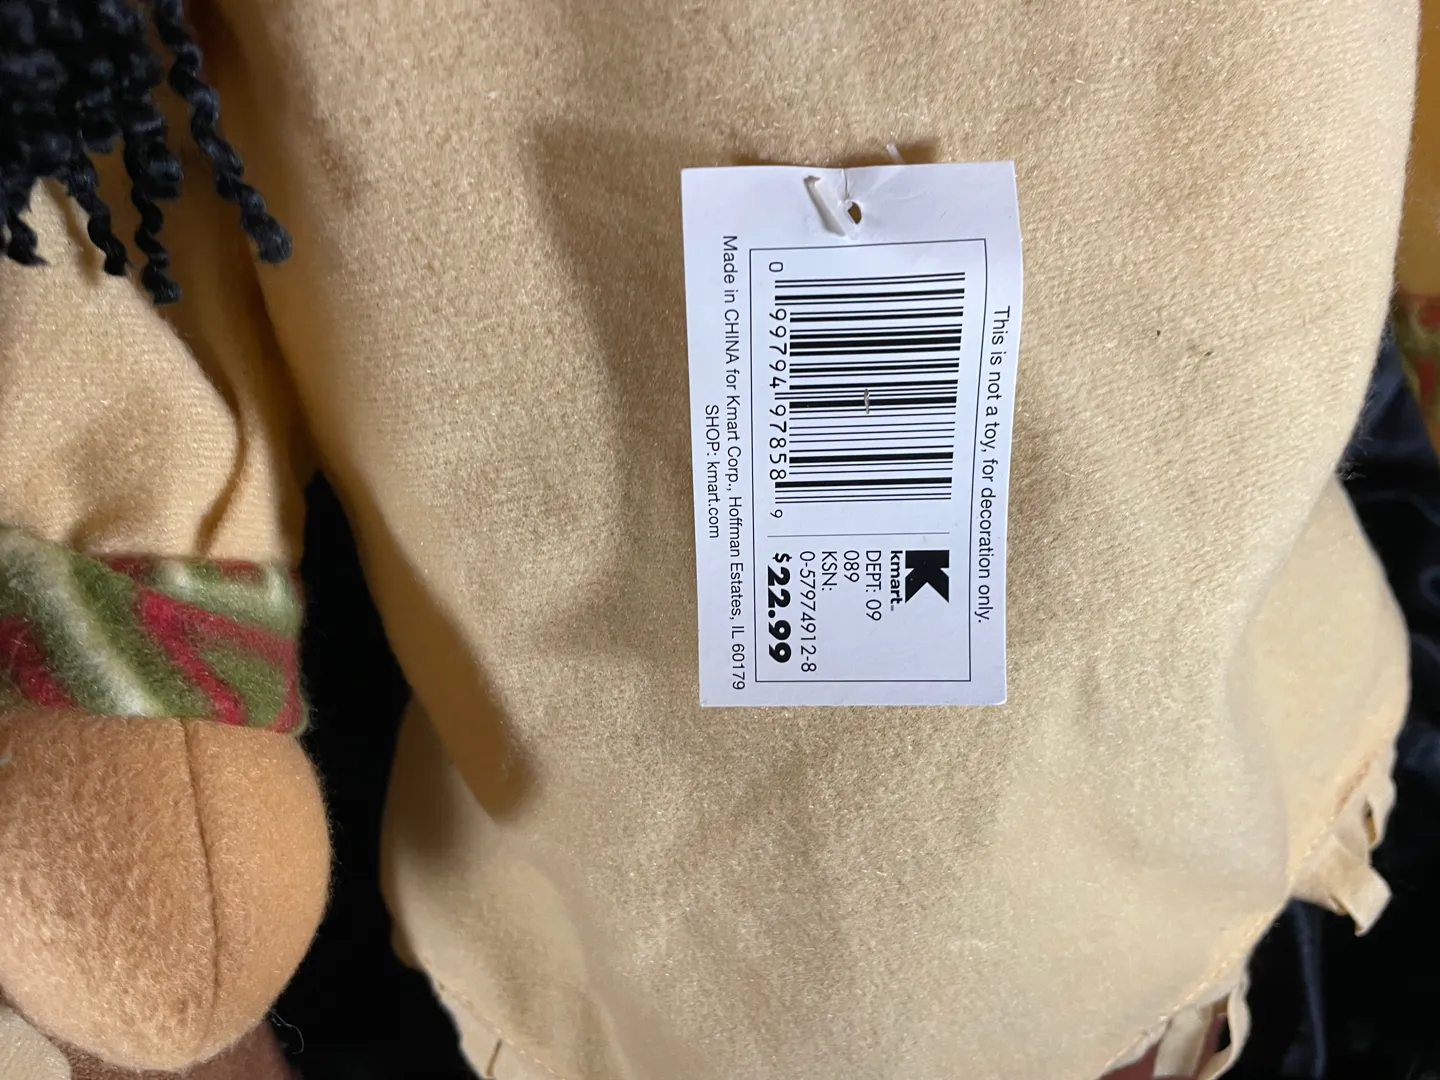 This is not a toy, for decoration only.
0 99794 97858 9
K
kmart™
DEPT: 09
089
KSN:
0-57974912-8
$22.99
Made in CHINA for Kmart Corp., Hoffman Estates, IL 60179
SHOP: kmart.com